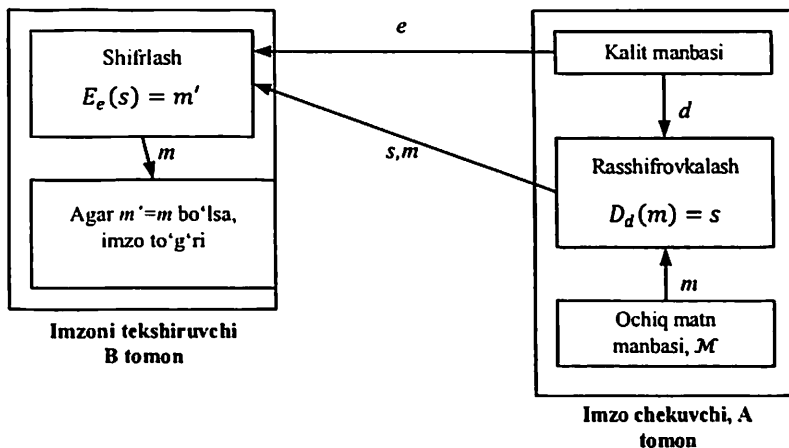 e
Shifrlash
E_e(s) = m′
m
Agar m′=m bo‘lsa,
imzo to‘g‘ri
Imzoni tekshiruvchi
B tomon
s,m
Kalit manbasi
d
Rasshifrovkalash
D_d(m) = s
m
Ochiq matn
manbasi, ℳ
Imzo chekuvchi, A
tomon